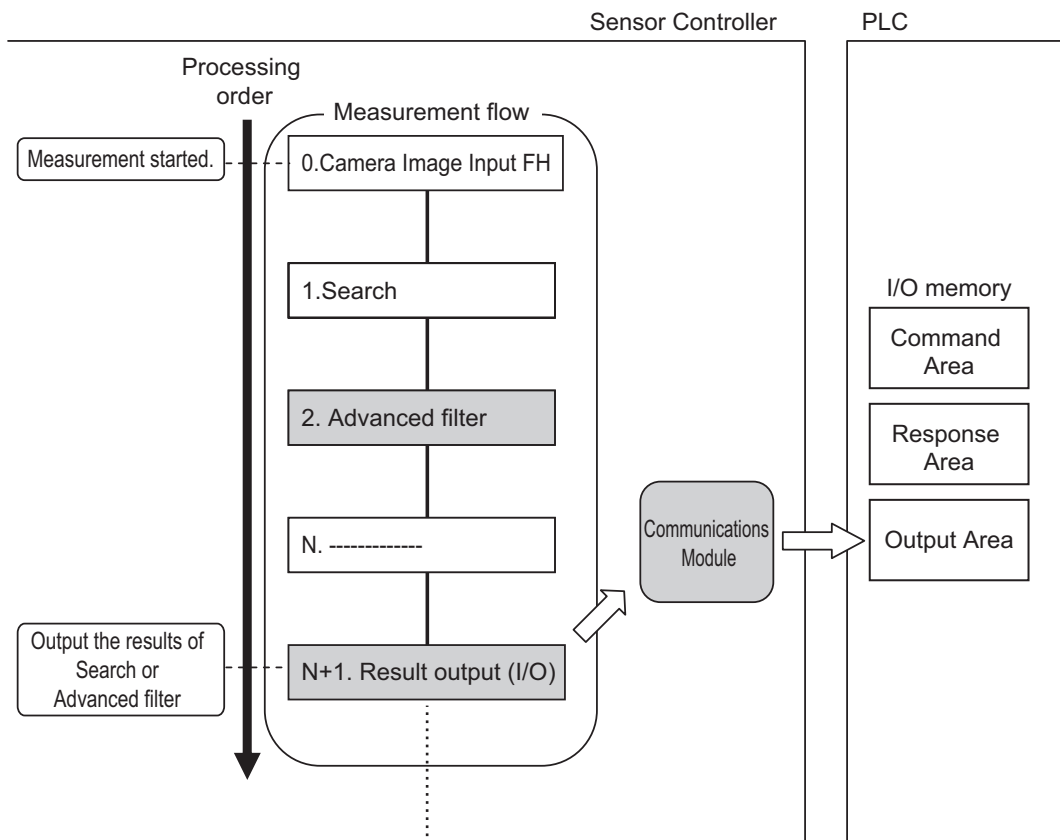 Sensor Controller
PLC
Processing
order
Measurement flow
Measurement started.
0.Camera Image Input FH
1.Search
2. Advanced filter
N. -------------
Output the results of
Search or
Advanced filter
N+1. Result output (I/O)
Communications
Module
I/O memory
Command
Area
Response
Area
Output Area